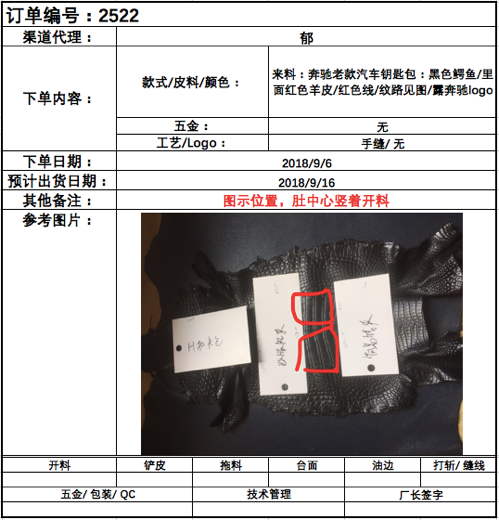 订单编号：2522
渠道代理： 郁
下单内容： 款式/皮料/颜色： 来料：奔驰老款汽车钥匙包：黑色鳄鱼/里
面红色羊皮/红色线/纹路见图/露奔驰logo
五金： 无
工艺/Logo： 手缝/ 无
下单日期： 2018/9/6
预计出货日期： 2018/9/16
其他备注： 图示位置，肚中心竖着开料
参考图片：
开料 铲皮 拖料 台面 油边 打斩/ 缝线
五金/ 包装/ QC 技术管理 厂长签字